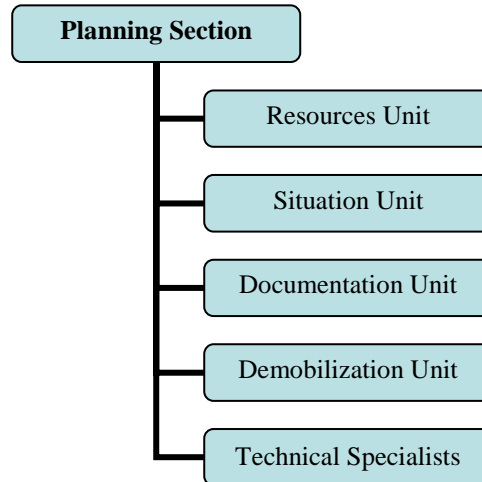 Planning Section
Resources Unit
Situation Unit
Documentation Unit
Demobilization Unit
Technical Specialists